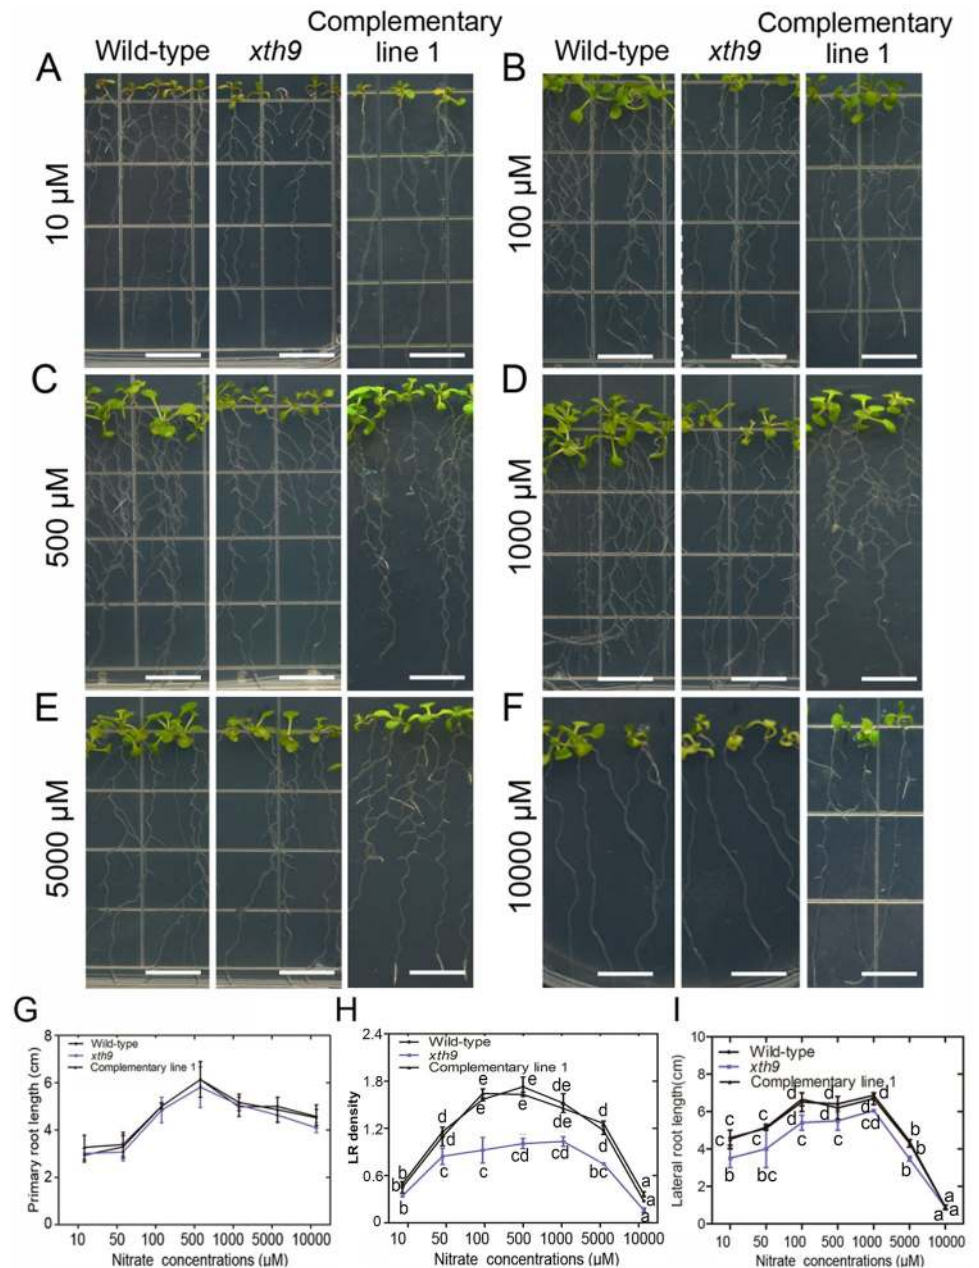 Wild-type
xth9
Complementary
line 1
Wild-type
xth9
Complementary
line 1
A
B
10 µM
100 µM
C
D
500 µM
1000 µM
E
F
5000 µM
10000 µM
G
Primary root length (cm)
8
6
4
2
0
Wild-type
xth9
Complementary line 1
10 50 100 500 1000 5000 10000
Nitrate concentrations (µM)
H
LR density
2.4
1.8
1.2
0.6
0
Wild-type
xth9
Complementary line 1
b b b
d d c
e e c
e e cd
de de cd
d d bc
a a a
10 50 100 500 1000 5000 10000
Nitrate concentrations (µM)
I
Lateral root length(cm)
10
8
6
4
2
0
Wild-type
xth9
Complementary line 1
c c b
c c bc
d d c
d d c
d d cd
b b b
a a a
10 50 100 500 1000 5000 10000
Nitrate concentrations (µM)